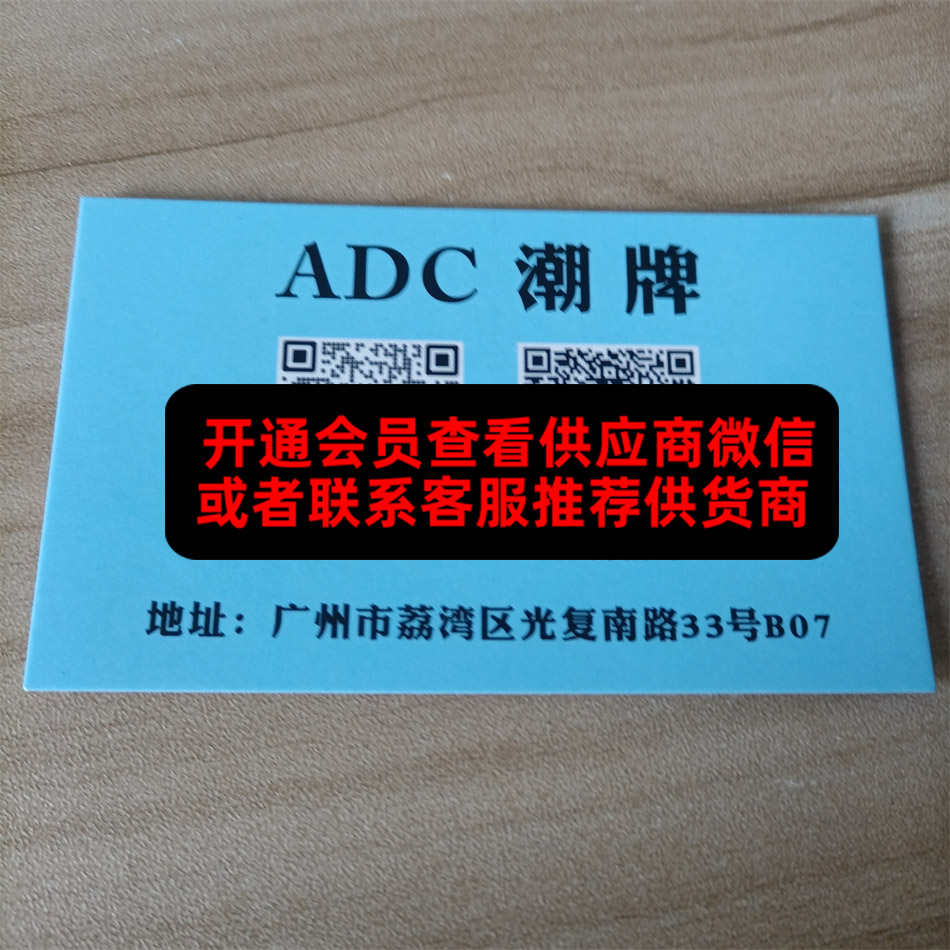 ADC 潮牌
开通会员查看供应商微信
或者联系客服推荐供货商
地址：广州市荔湾区光复南路33号B07